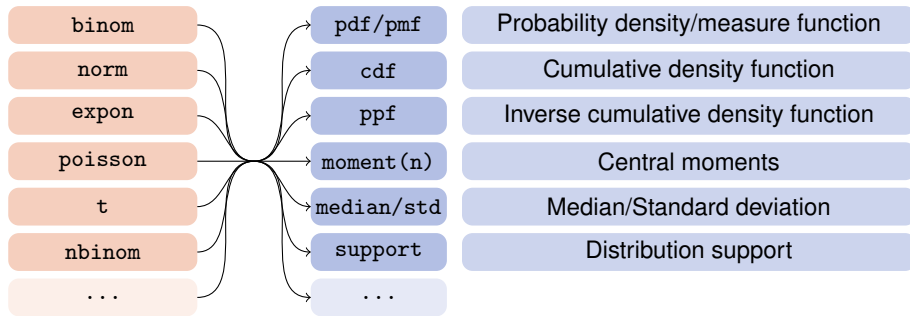 binom pdf/pmf Probability density/measure function
norm cdf Cumulative density function
expon ppf Inverse cumulative density function
poisson moment(n) Central moments
t median/std Median/Standard deviation
nbinom support Distribution support
... ...